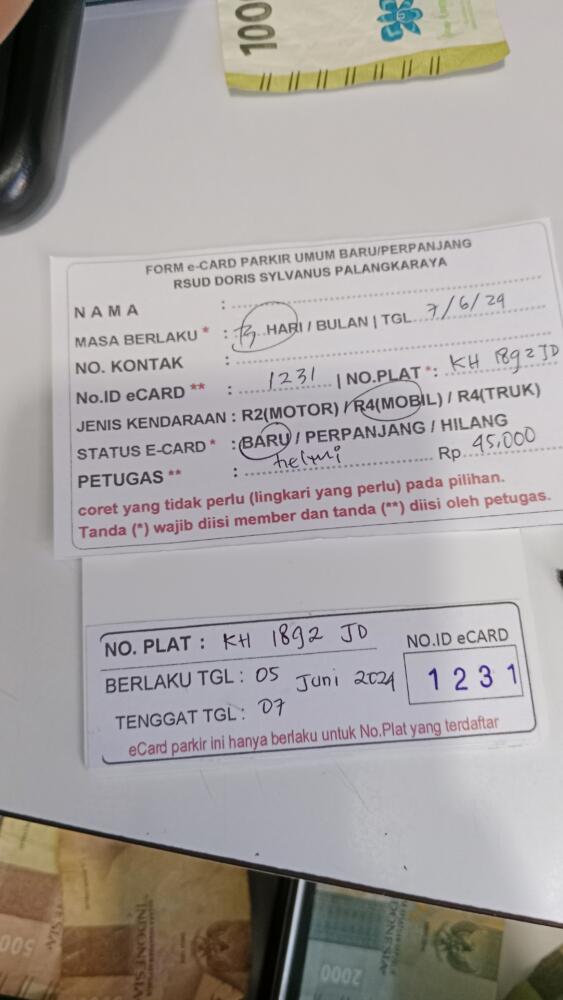 100
FORM e-CARD PARKIR UMUM BARU/PERPANJANG
RSUD DORIS SYLVANUS PALANGKARAYA
NAMA :
MASA BERLAKU * : HARI / BULAN | TGL 7/6/24
NO. KONTAK :
No.ID eCARD ** : 1231 | NO.PLAT *: KH 1892 JD
JENIS KENDARAAN : R2(MOTOR) / R4(MOBIL) / R4(TRUK)
STATUS E-CARD * : BARU / PERPANJANG / HILANG
PETUGAS ** : helmi Rp 45,000
coret yang tidak perlu (lingkari yang perlu) pada pilihan.
Tanda (*) wajib diisi member dan tanda (**) diisi oleh petugas.
NO. PLAT : KH 1892 JD
NO.ID eCARD
BERLAKU TGL : 05 Juni 2024
1231
TENGGAT TGL : 07
eCard parkir ini hanya berlaku untuk No.Plat yang terdaftar
500
INDONESIA
2000